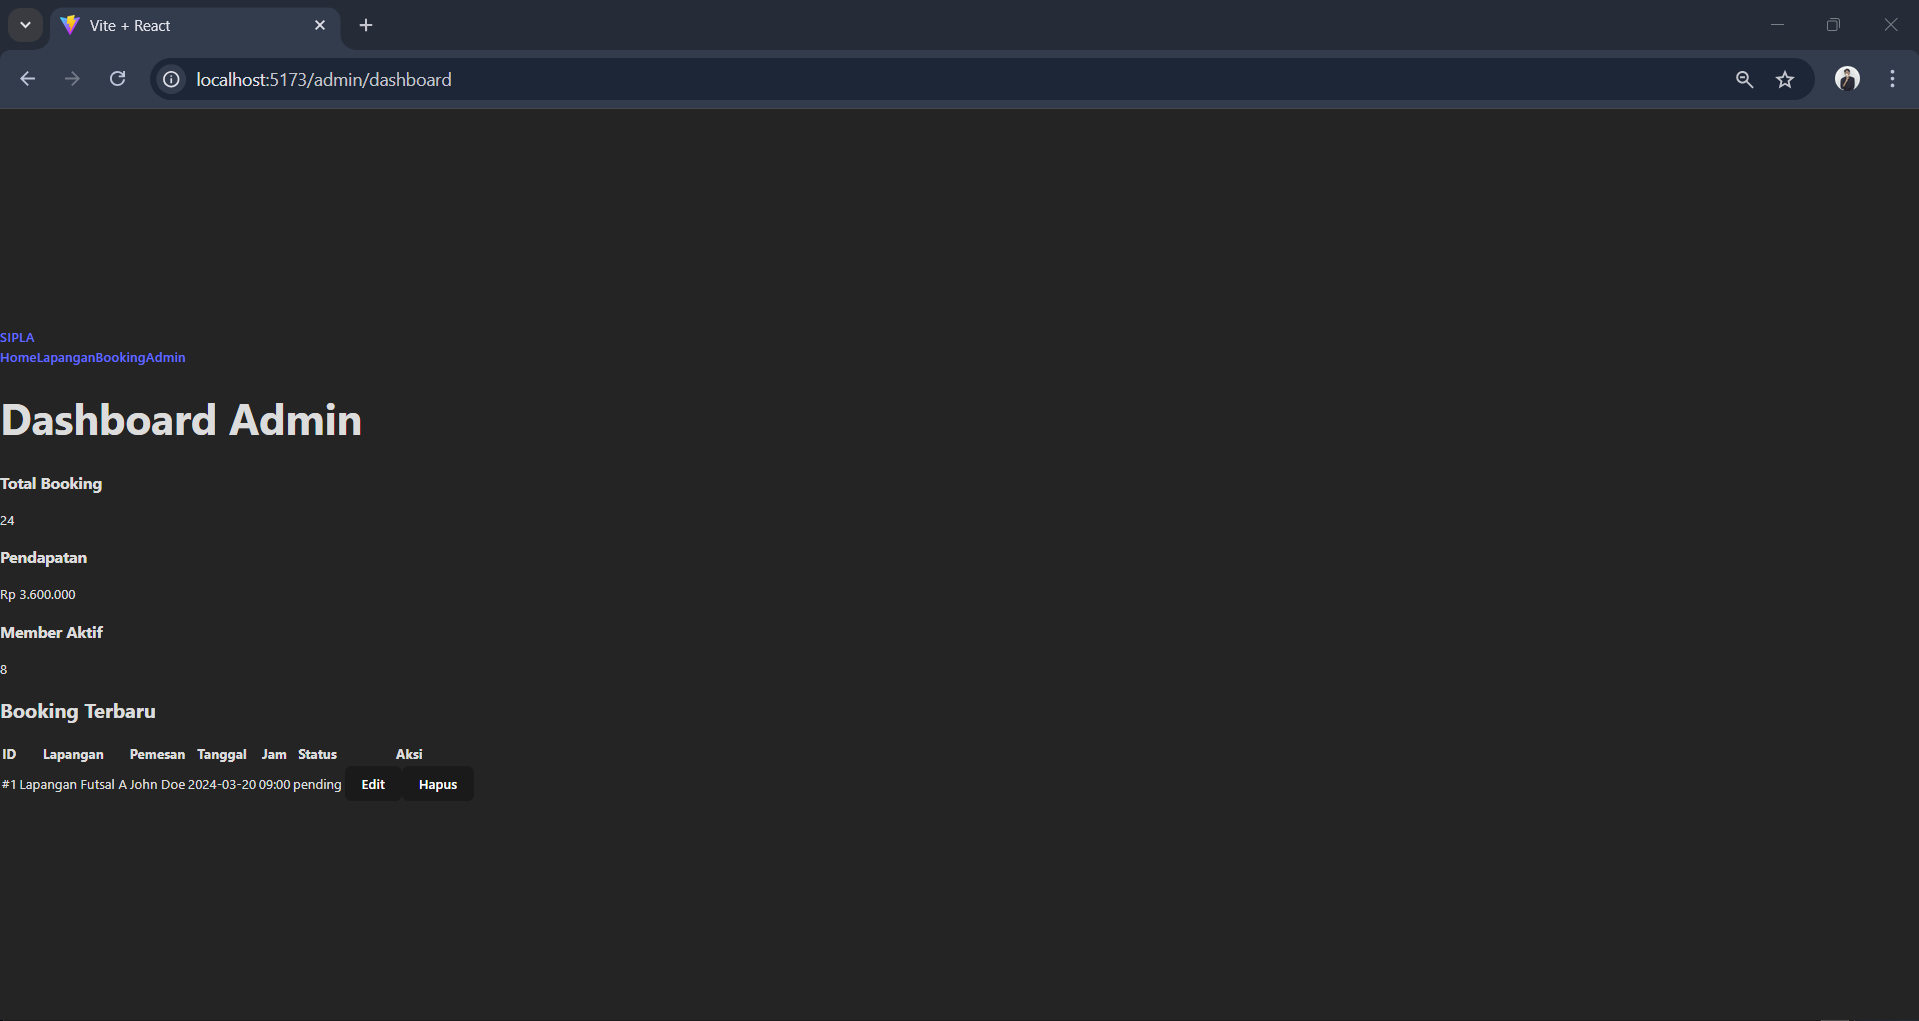 Vite + React
localhost:5173/admin/dashboard
SIPLA
HomeLapanganBookingAdmin
Dashboard Admin
Total Booking
24
Pendapatan
Rp 3.600.000
Member Aktif
8
Booking Terbaru
ID Lapangan Pemesan Tanggal Jam Status Aksi
#1 Lapangan Futsal A John Doe 2024-03-20 09:00 pending Edit Hapus